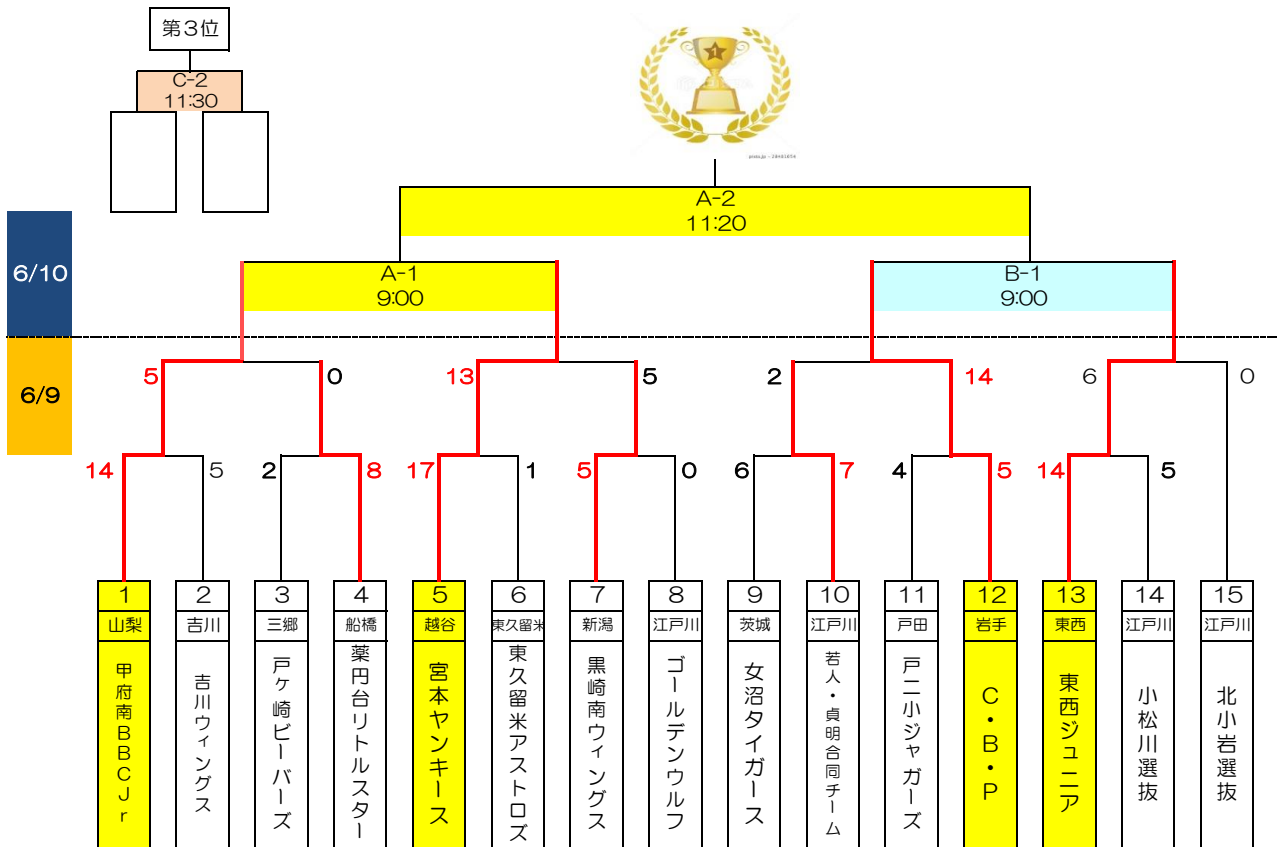 第3位
C-2
11:30
1
pixta.jp - 28461854
A-2
11:20
6/10
A-1
9:00
B-1
9:00
6/9
5
0
13
5
2
14
6
0
14
5
2
8
17
1
5
0
6
7
4
5
14
5
1
2
3
4
5
6
7
8
9
10
11
12
13
14
15
山梨
吉川
三郷
船橋
越谷
東久留米
新潟
江戸川
茨城
江戸川
戸田
岩手
東西
江戸川
江戸川
甲府南BBCJr
吉川ウィングス
戸ヶ崎ビーバーズ
薬円台リトルスター
宮本ヤンキース
東久留米アストロズ
黒崎南ウィングス
ゴールデンウルフ
女沼タイガース
若人・貞明合同チーム
戸二小ジャガーズ
C・B・P
東西ジュニア
小松川選抜
北小岩選抜